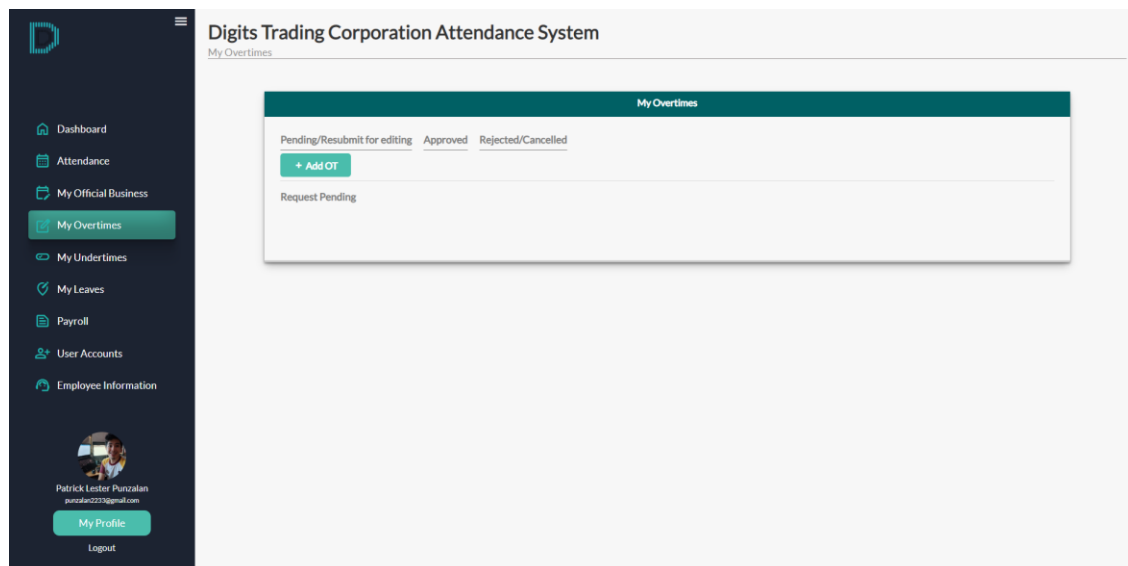 Digits Trading Corporation Attendance System
My Overtimes
Dashboard
Attendance
My Official Business
My Overtimes
My Undertimes
My Leaves
Payroll
User Accounts
Employee Information
Patrick Lester Punzalan
punzalan2233@gmail.com
My Profile
Logout
My Overtimes
Pending/Resubmit for editing Approved Rejected/Cancelled
+ Add OT
Request Pending